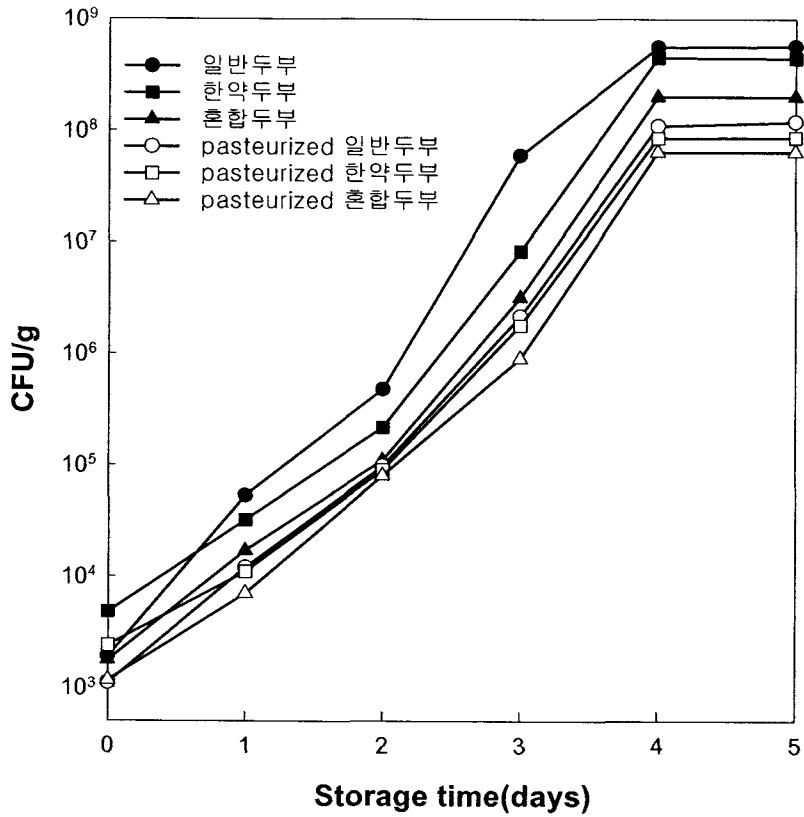 10⁹
일반두부
한약두부
혼합두부
pasteurized 일반두부
pasteurized 한약두부
pasteurized 혼합두부
10⁸
10⁷
10⁶
10⁵
10⁴
10³
CFU/g
0 1 2 3 4 5
Storage time(days)